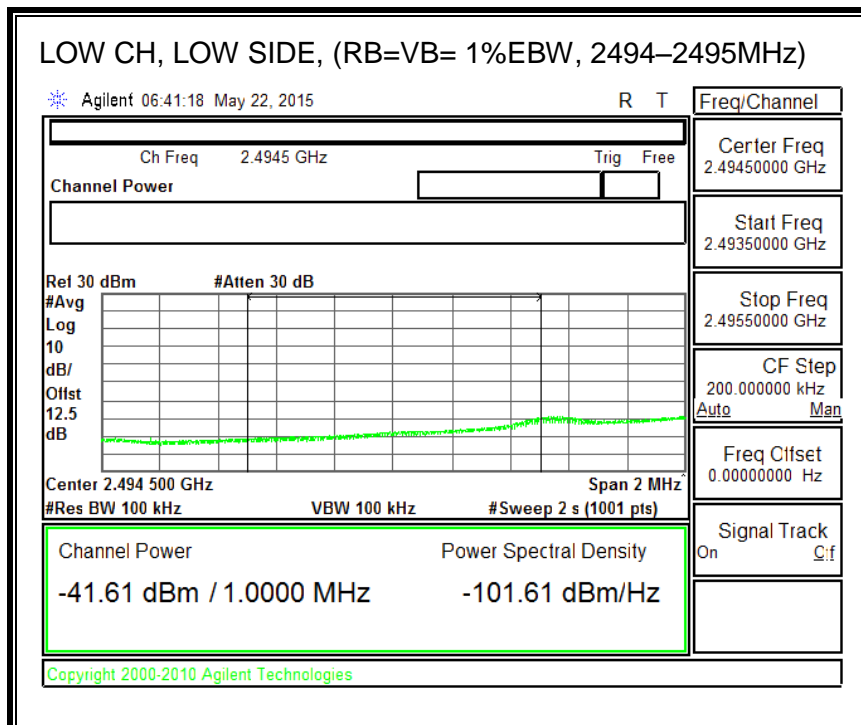 LOW CH, LOW SIDE, (RB=VB= 1%EBW, 2494–2495MHz)
Agilent 06:41:18 May 22, 2015 R T
Ch Freq 2.4945 GHz Trig Free
Channel Power
Ref 30 dBm #Atten 30 dB
#Avg
Log
10
dB/
Offst
12.5
dB
Center 2.494 500 GHz Span 2 MHz^
#Res BW 100 kHz VBW 100 kHz #Sweep 2 s (1001 pts)
Channel Power Power Spectral Density
-41.61 dBm / 1.0000 MHz -101.61 dBm/Hz
Copyright 2000-2010 Agilent Technologies
Freq/Channel
Center Freq
2.49450000 GHz
Start Freq
2.49350000 GHz
Stop Freq
2.49550000 GHz
CF Step
200.000000 kHz
Auto Man
Freq Offset
0.00000000 Hz
Signal Track
On Off